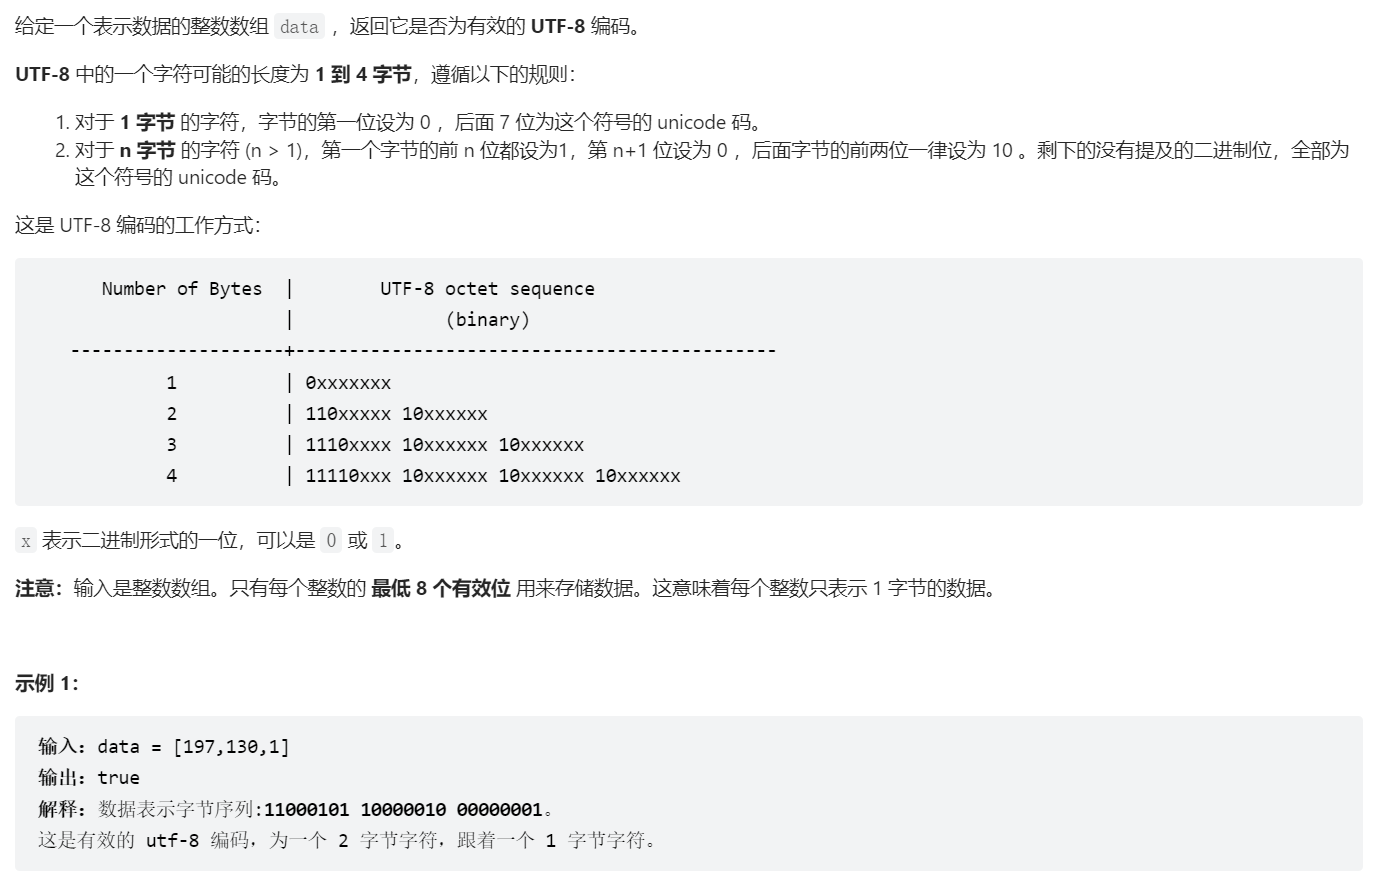 给定一个表示数据的整数数组 data ，返回它是否为有效的 UTF-8 编码。
UTF-8 中的一个字符可能的长度为 1 到 4 字节，遵循以下的规则：
1. 对于 1 字节 的字符，字节的第一位设为 0 ，后面 7 位为这个符号的 unicode 码。
2. 对于 n 字节 的字符 (n > 1)，第一个字节的前 n 位都设为1，第 n+1 位设为 0 ，后面字节的前两位一律设为 10 。剩下的没有提及的二进制位，全部为
这个符号的 unicode 码。
这是 UTF-8 编码的工作方式：
Number of Bytes | UTF-8 octet sequence
| (binary)
--------------------+---------------------------------------------
1 | 0xxxxxxx
2 | 110xxxxx 10xxxxxx
3 | 1110xxxx 10xxxxxx 10xxxxxx
4 | 11110xxx 10xxxxxx 10xxxxxx 10xxxxxx
x 表示二进制形式的一位，可以是 0 或 1。
注意：输入是整数数组。只有每个整数的 最低 8 个有效位 用来存储数据。这意味着每个整数只表示 1 字节的数据。
示例 1：
输入：data = [197,130,1]
输出：true
解释：数据表示字节序列:11000101 10000010 00000001。
这是有效的 utf-8 编码，为一个 2 字节字符，跟着一个 1 字节字符。